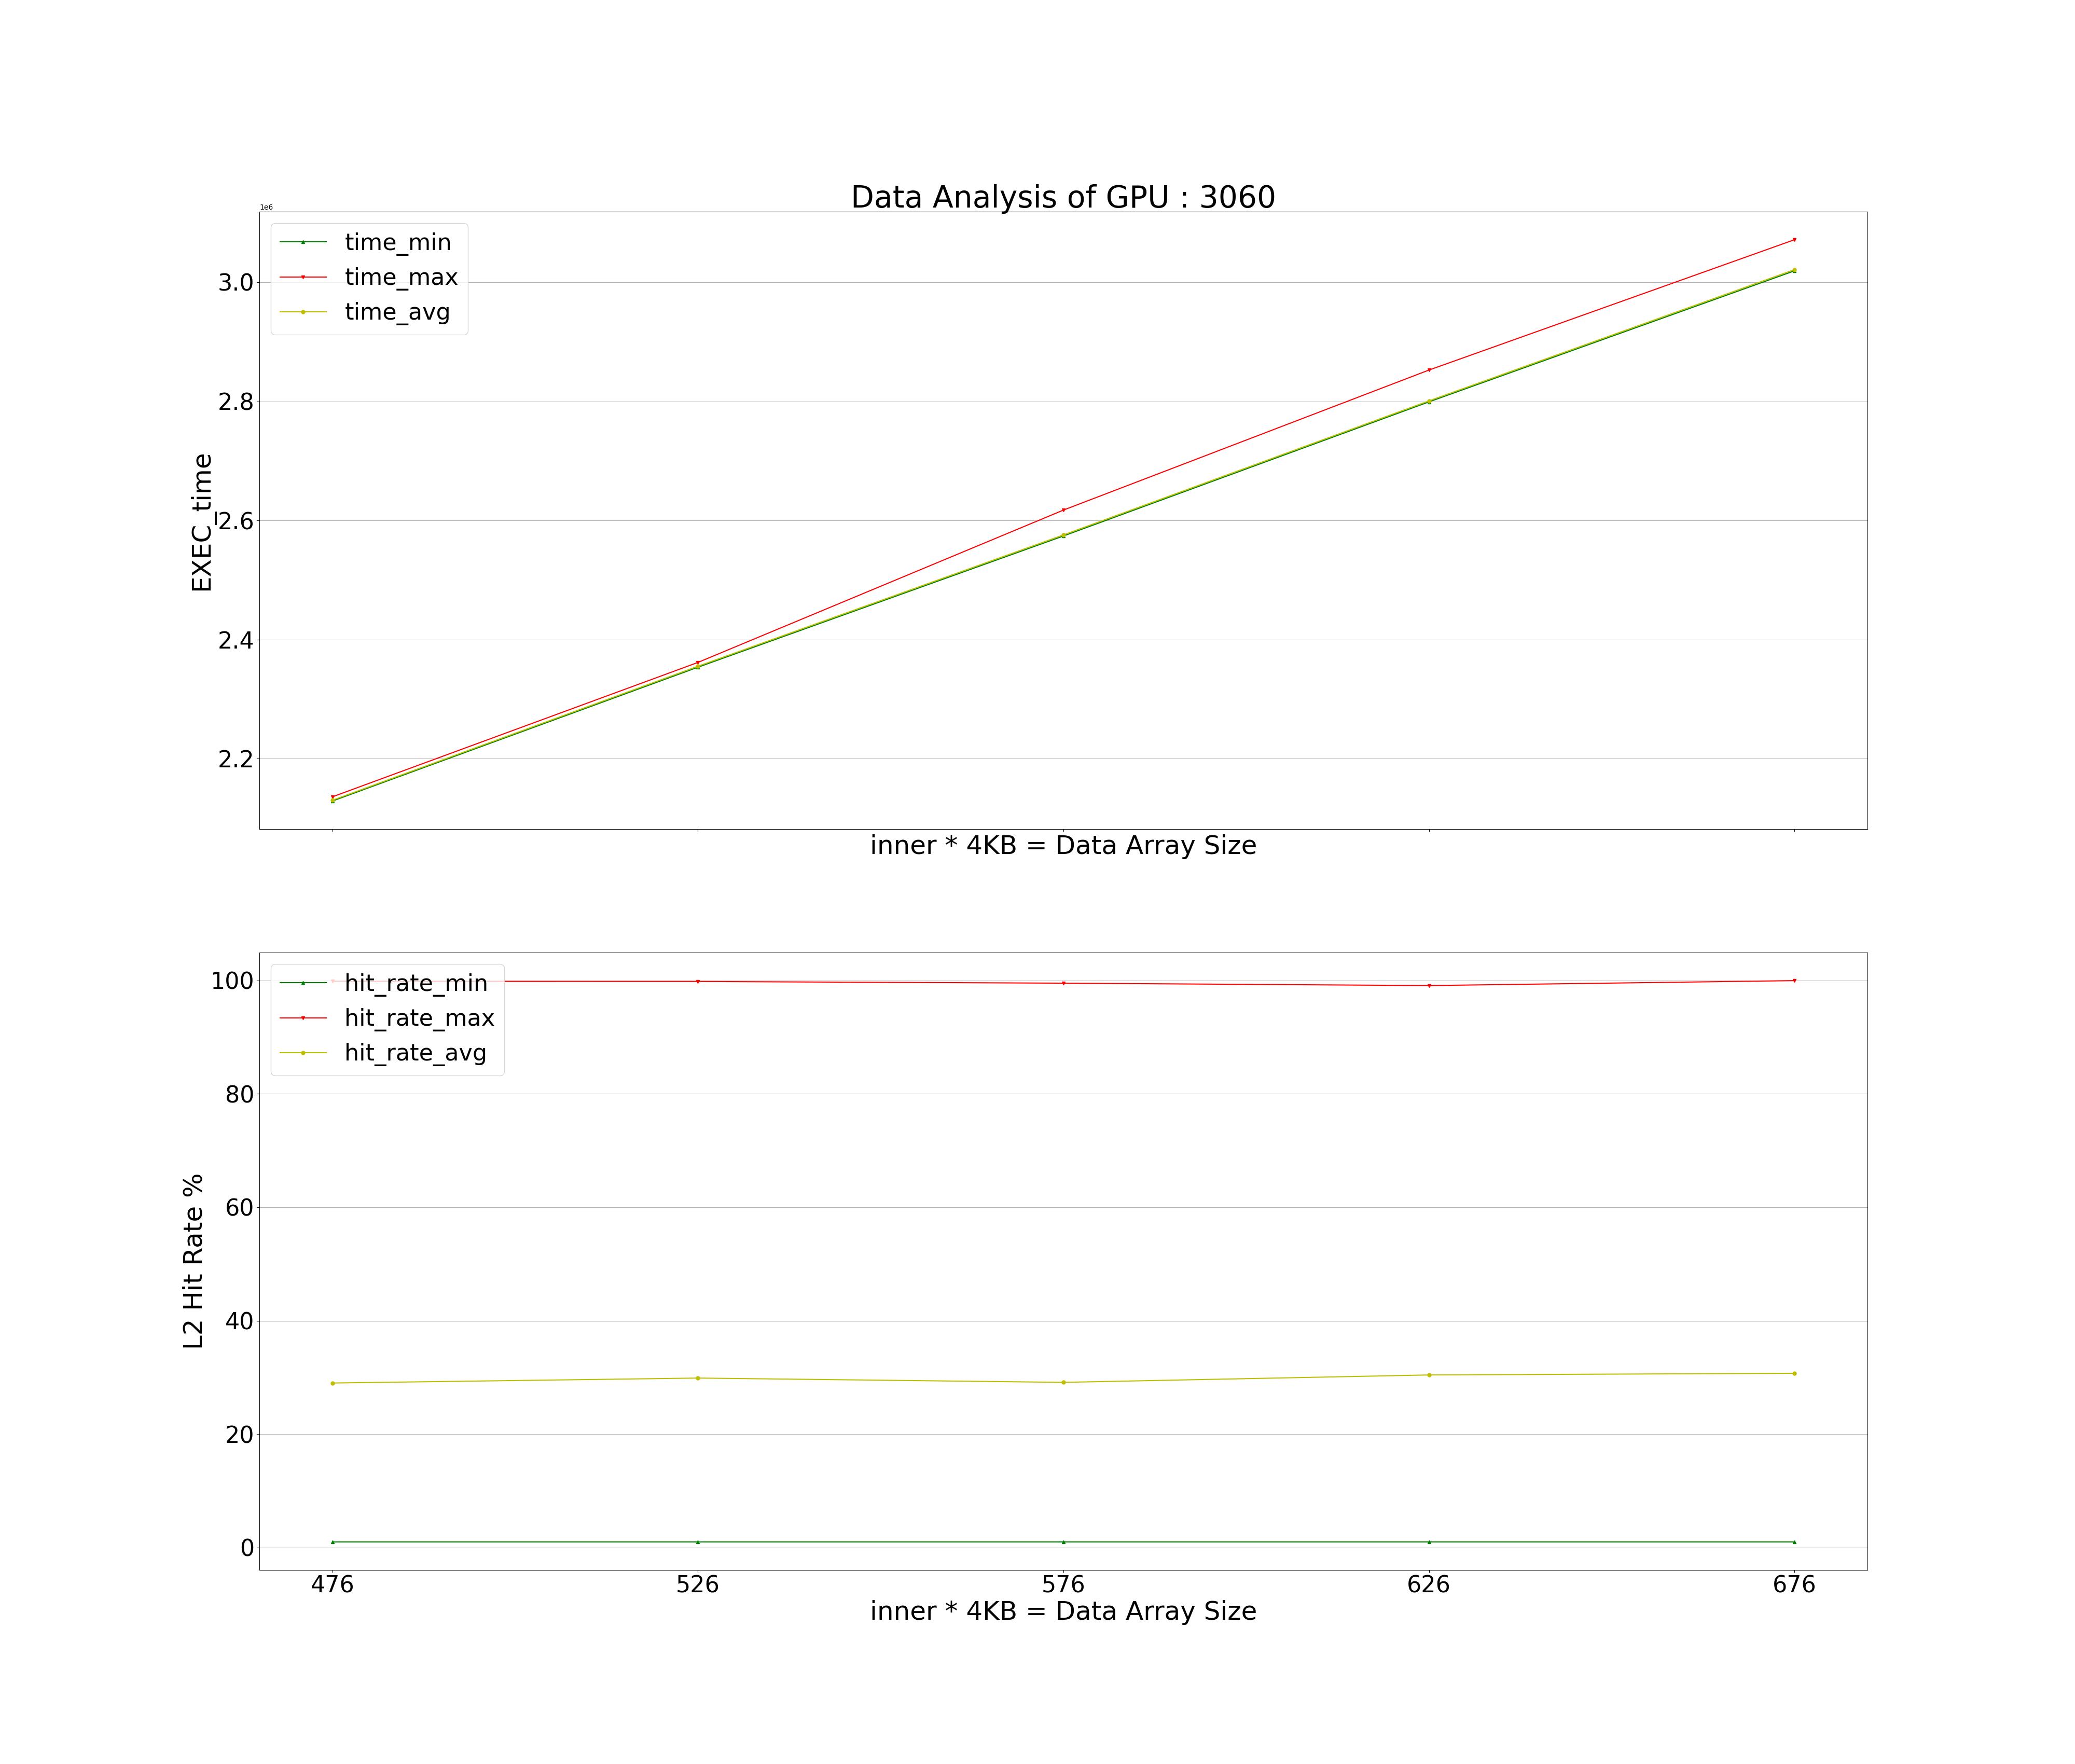 Data Analysis of GPU : 3060
1e6
time_min
time_max
time_avg
3.0
2.8
2.6
2.4
2.2
EXEC_time
inner * 4KB = Data Array Size
hit_rate_min
hit_rate_max
hit_rate_avg
100
80
60
40
20
0
L2 Hit Rate %
476 526 576 626 676
inner * 4KB = Data Array Size